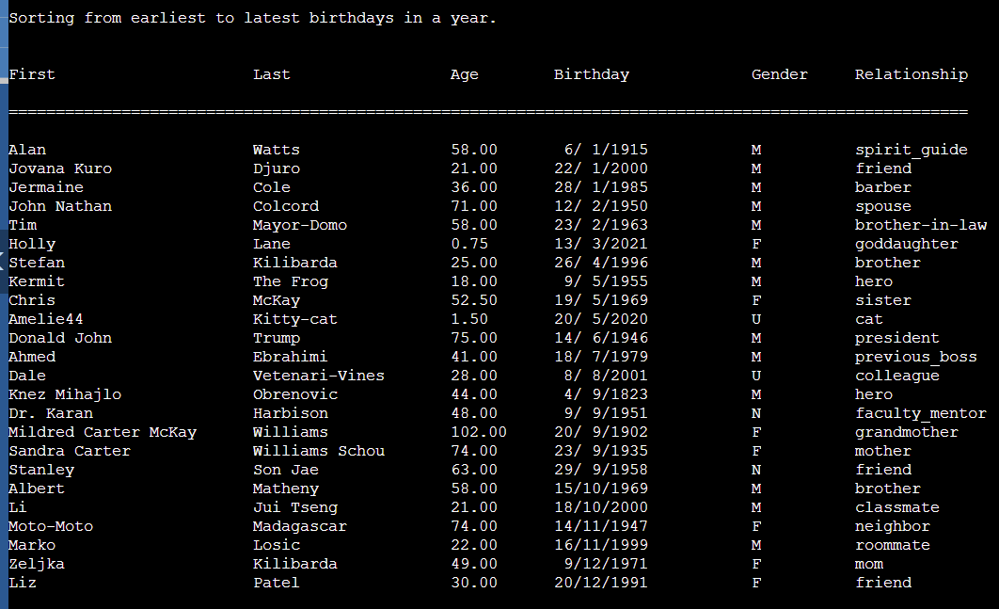 Sorting from earliest to latest birthdays in a year.
First Last Age Birthday Gender Relationship
======================================================================================================
Alan Watts 58.00 6/ 1/1915 M spirit_guide
Jovana Kuro Djuro 21.00 22/ 1/2000 M friend
Jermaine Cole 36.00 28/ 1/1985 M barber
John Nathan Colcord 71.00 12/ 2/1950 M spouse
Tim Mayor-Domo 58.00 23/ 2/1963 M brother-in-law
Holly Lane 0.75 13/ 3/2021 F goddaughter
Stefan Kilibarda 25.00 26/ 4/1996 M brother
Kermit The Frog 18.00 9/ 5/1955 M hero
Chris McKay 52.50 19/ 5/1969 F sister
Amelie44 Kitty-cat 1.50 20/ 5/2020 U cat
Donald John Trump 75.00 14/ 6/1946 M president
Ahmed Ebrahimi 41.00 18/ 7/1979 M previous_boss
Dale Vetenari-Vines 28.00 8/ 8/2001 U colleague
Knez Mihajlo Obrenovic 44.00 4/ 9/1823 M hero
Dr. Karan Harbison 48.00 9/ 9/1951 N faculty_mentor
Mildred Carter McKay Williams 102.00 20/ 9/1902 F grandmother
Sandra Carter Williams Schou 74.00 23/ 9/1935 F mother
Stanley Son Jae 63.00 29/ 9/1958 N friend
Albert Matheny 58.00 15/10/1969 M brother
Li Jui Tseng 21.00 18/10/2000 M classmate
Moto-Moto Madagascar 74.00 14/11/1947 F neighbor
Marko Losic 22.00 16/11/1999 M roommate
Zeljka Kilibarda 49.00 9/12/1971 F mom
Liz Patel 30.00 20/12/1991 F friend